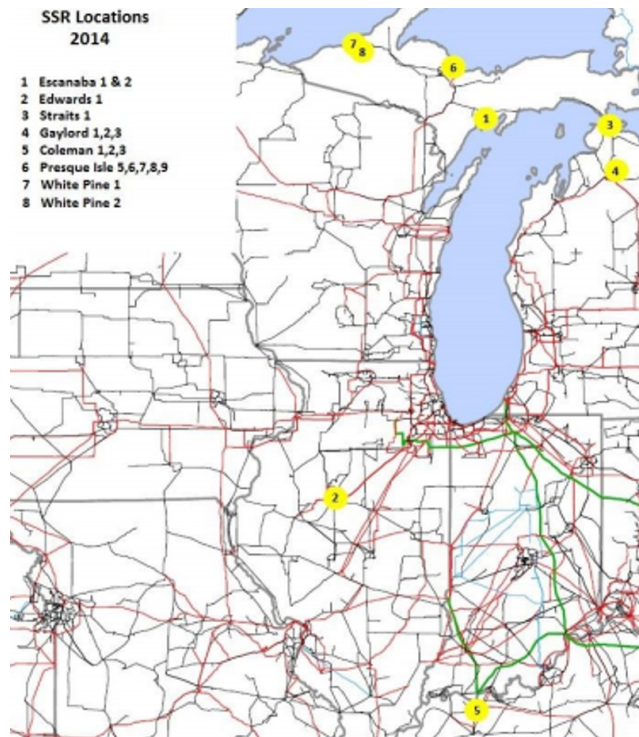 SSR Locations
2014
1 Escanaba 1 & 2
2 Edwards 1
3 Straits 1
4 Gaylord 1,2,3
5 Coleman 1,2,3
6 Presque Isle 5,6,7,8,9
7 White Pine 1
8 White Pine 2
7
8
6
1
3
4
2
5